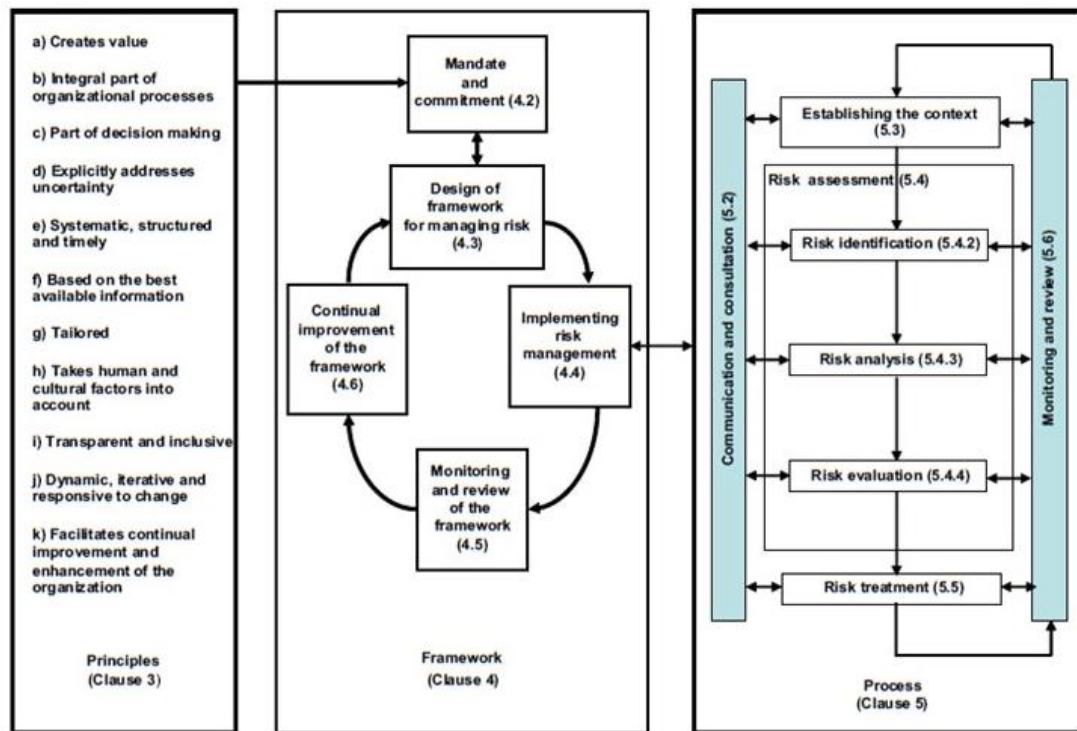 a) Creates value
b) Integral part of
organizational processes
c) Part of decision making
d) Explicitly addresses
uncertainty
e) Systematic, structured
and timely
f) Based on the best
available information
g) Tailored
h) Takes human and
cultural factors into
account
i) Transparent and inclusive
j) Dynamic, iterative and
responsive to change
k) Facilitates continual
improvement and
enhancement of the
organization
Principles
(Clause 3)
Mandate
and
commitment (4.2)
Design of
framework
for managing risk
(4.3)
Continual
improvement
of the
framework
(4.6)
Implementing
risk
management
(4.4)
Monitoring
and review
of the
framework
(4.5)
Framework
(Clause 4)
Communication and consultation (5.2)
Establishing the context
(5.3)
Risk assessment (5.4)
Risk identification (5.4.2)
Risk analysis (5.4.3)
Risk evaluation (5.4.4)
Risk treatment (5.5)
Monitoring and review (5.6)
Process
(Clause 5)